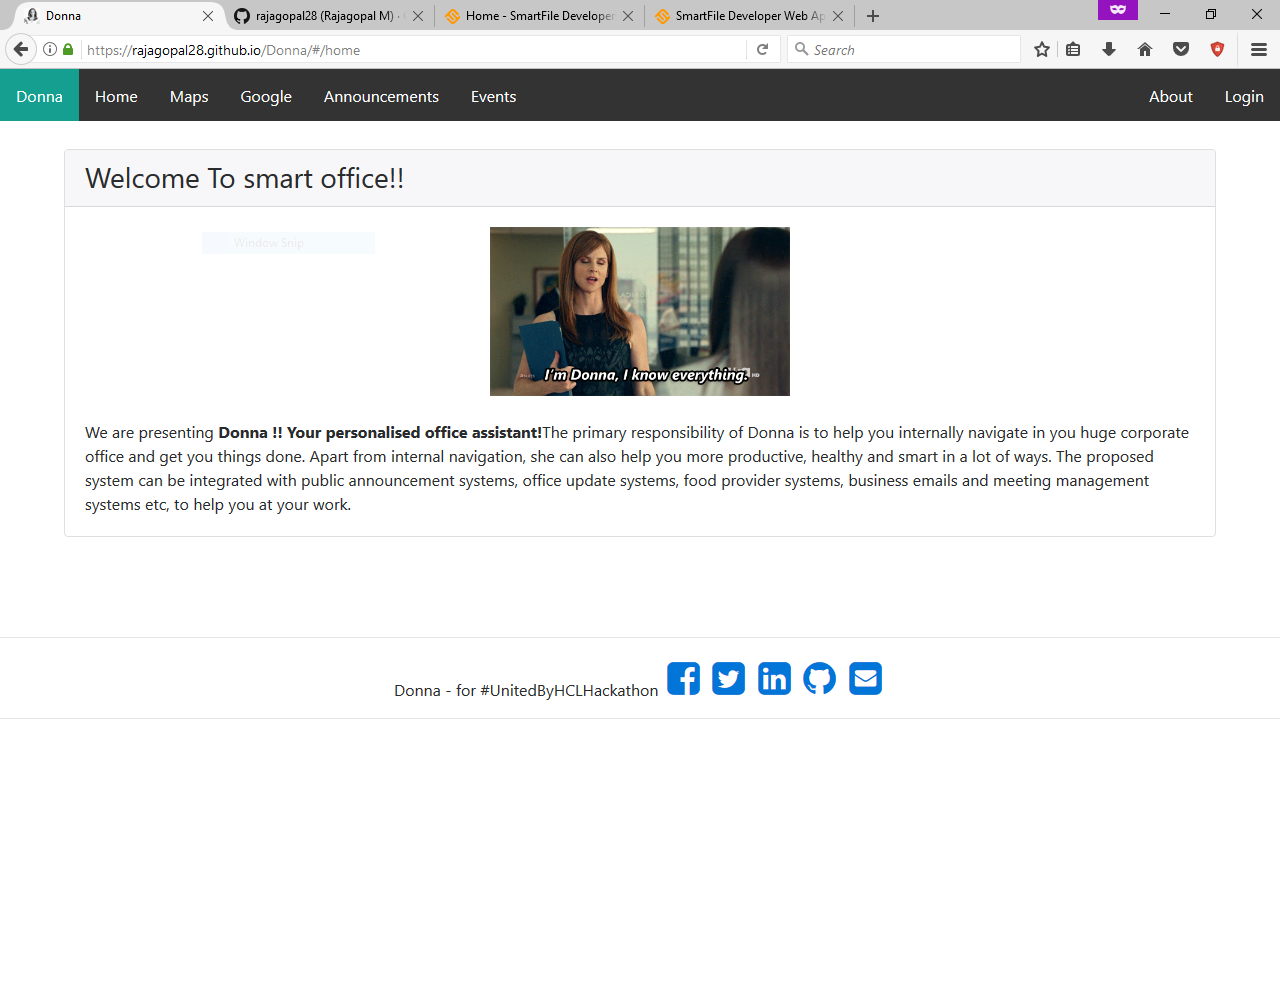 Donna
rajagopal28 (Rajagopal M) ·
Home - SmartFile Developer
SmartFile Developer Web Ap
https://rajagopal28.github.io/Donna/#/home
Search
Donna Home Maps Google Announcements Events About Login
Welcome To smart office!!
Window Snip
I'm Donna, I know everything.
We are presenting Donna !! Your personalised office assistant!The primary responsibility of Donna is to help you internally navigate in you huge corporate
office and get you things done. Apart from internal navigation, she can also help you more productive, healthy and smart in a lot of ways. The proposed
system can be integrated with public announcement systems, office update systems, food provider systems, business emails and meeting management
systems etc, to help you at your work.
Donna - for #UnitedByHCLHackathon